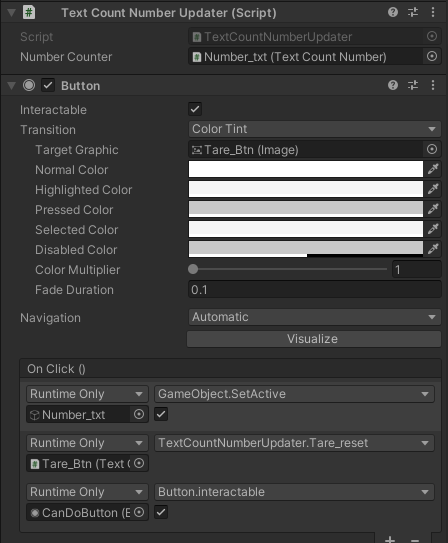 # Text Count Number Updater (Script)
Script # TextCountNumberUpdater
Number Counter # Number_txt (Text Count Number)
Button
Interactable
Transition Color Tint
Target Graphic Tare_Btn (Image)
Normal Color
Highlighted Color
Pressed Color
Selected Color
Disabled Color
Color Multiplier 1
Fade Duration 0.1
Navigation Automatic
Visualize
On Click ()
Runtime Only GameObject.SetActive
Number_txt
Runtime Only TextCountNumberUpdater.Tare_reset
# Tare_Btn (Text C
Runtime Only Button.interactable
CanDoButton (B
+ −